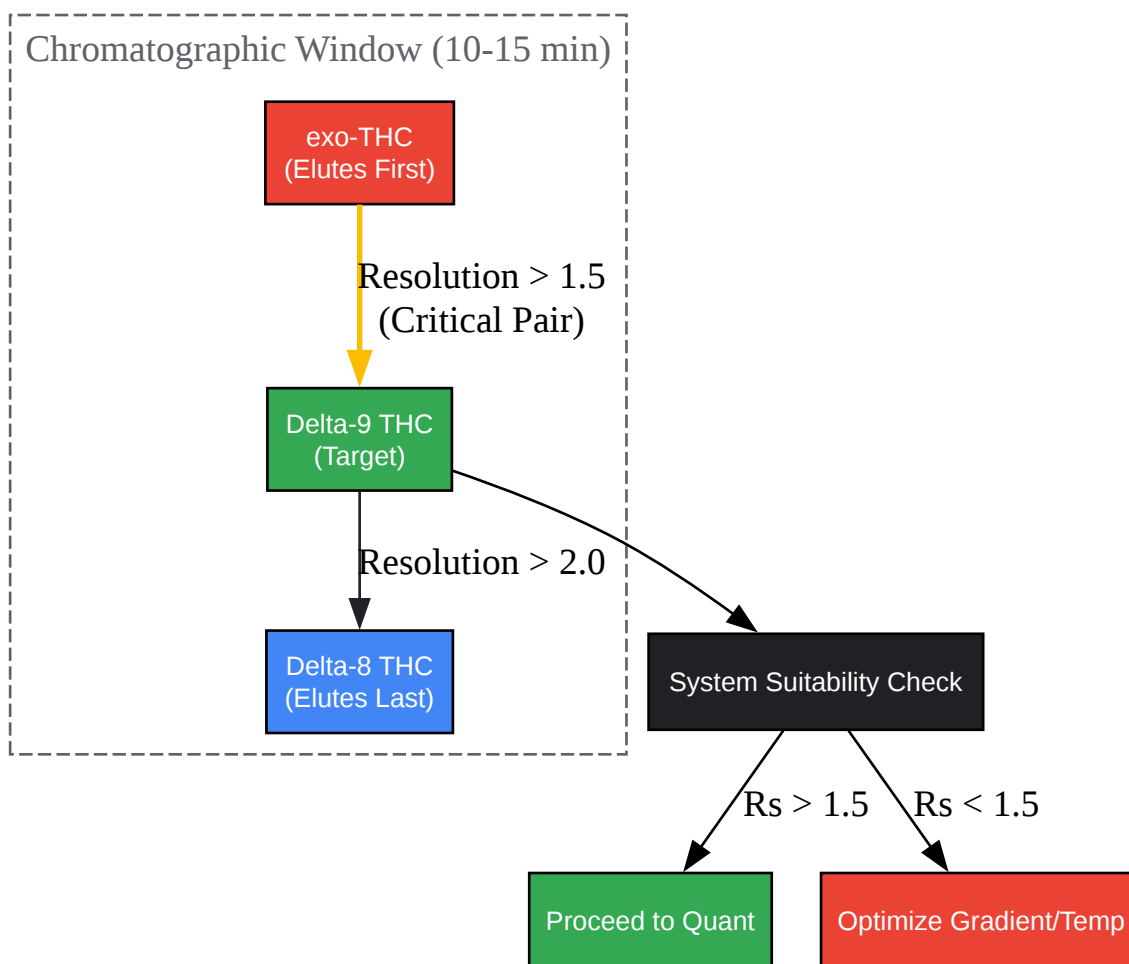 Chromatographic Window (10-15 min)
exo-THC
(Elutes First)
Resolution > 1.5
(Critical Pair)
Delta-9 THC
(Target)
Resolution > 2.0
Delta-8 THC
(Elutes Last)
System Suitability Check
Rs > 1.5
Rs < 1.5
Proceed to Quant
Optimize Gradient/Temp